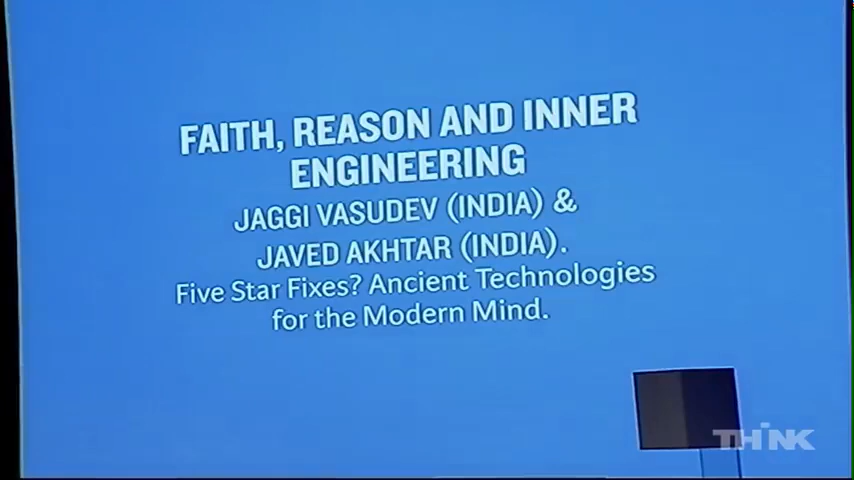 FAITH, REASON AND INNER
ENGINEERING
JAGGI VASUDEV (INDIA) &
JAVED AKHTAR (INDIA).
Five Star Fixes? Ancient Technologies
for the Modern Mind.
THiNK